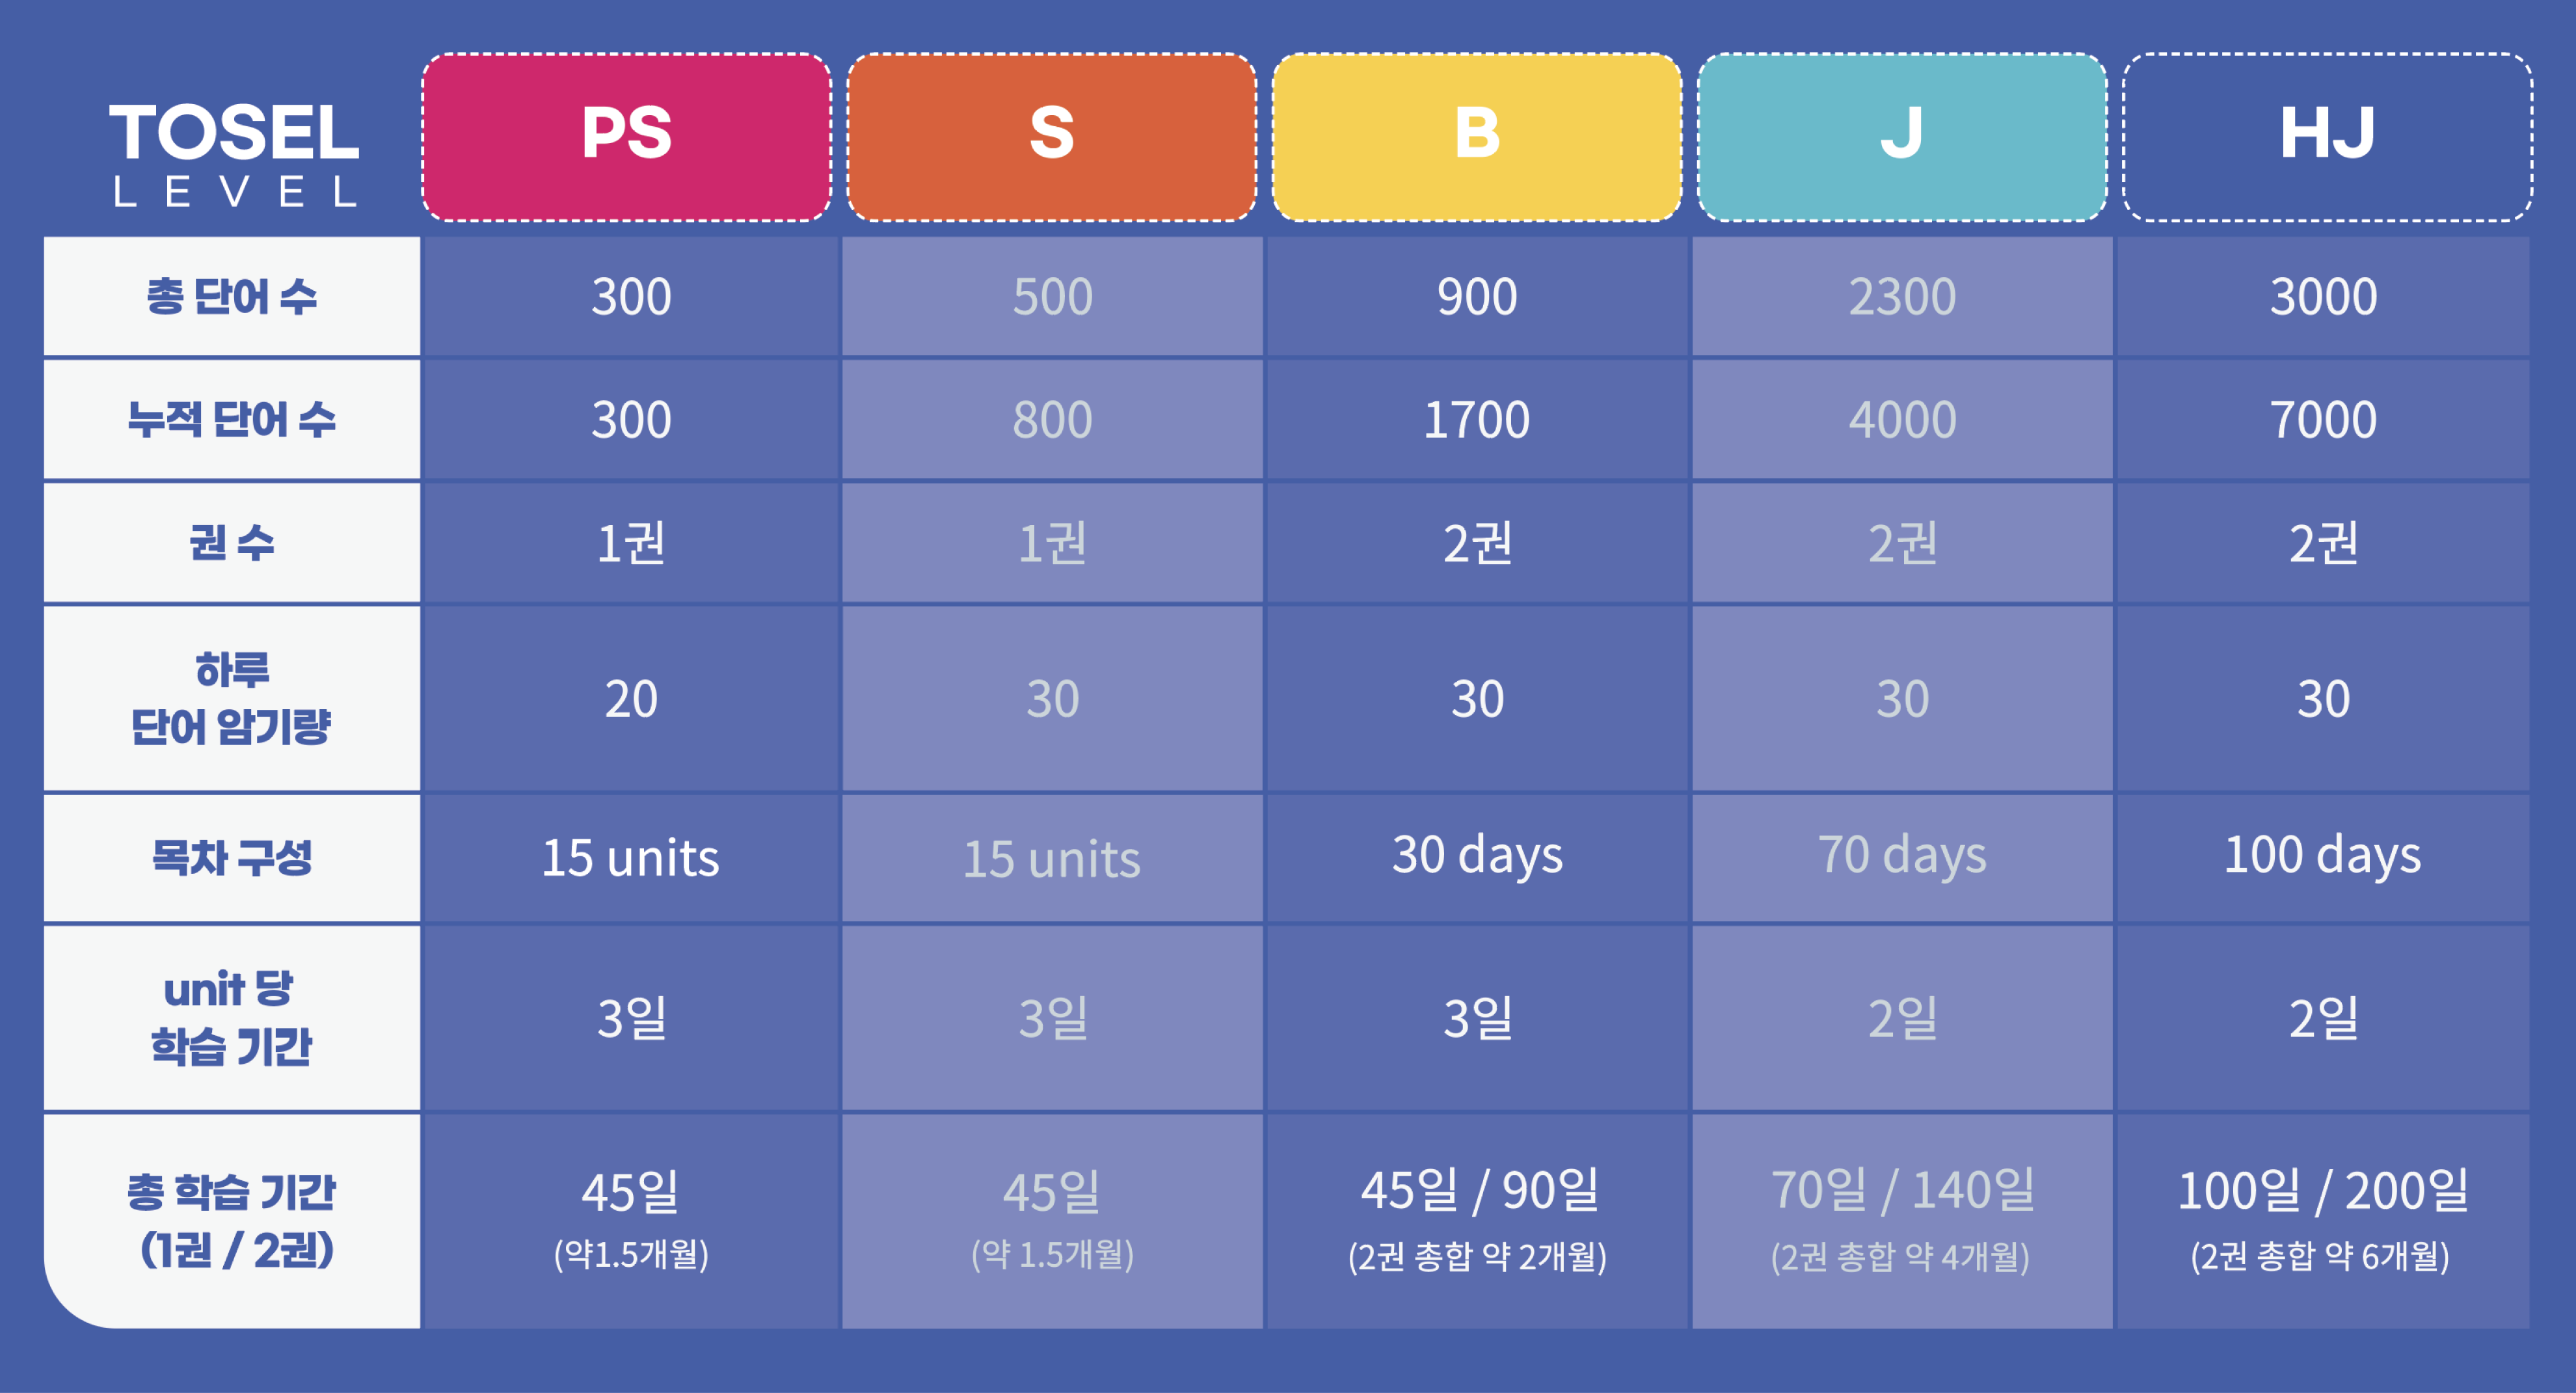 TOSEL
LEVEL
PS
S
B
J
HJ
총 단어 수
300
500
900
2300
3000
누적 단어 수
300
800
1700
4000
7000
권 수
1권
1권
2권
2권
2권
하루
단어 암기량
20
30
30
30
30
목차 구성
15 units
15 units
30 days
70 days
100 days
unit 당
학습 기간
3일
3일
3일
2일
2일
총 학습 기간
(1권 / 2권)
45일
(약1.5개월)
45일
(약 1.5개월)
45일 / 90일
(2권 총합 약 2개월)
70일 / 140일
(2권 총합 약 4개월)
100일 / 200일
(2권 총합 약 6개월)